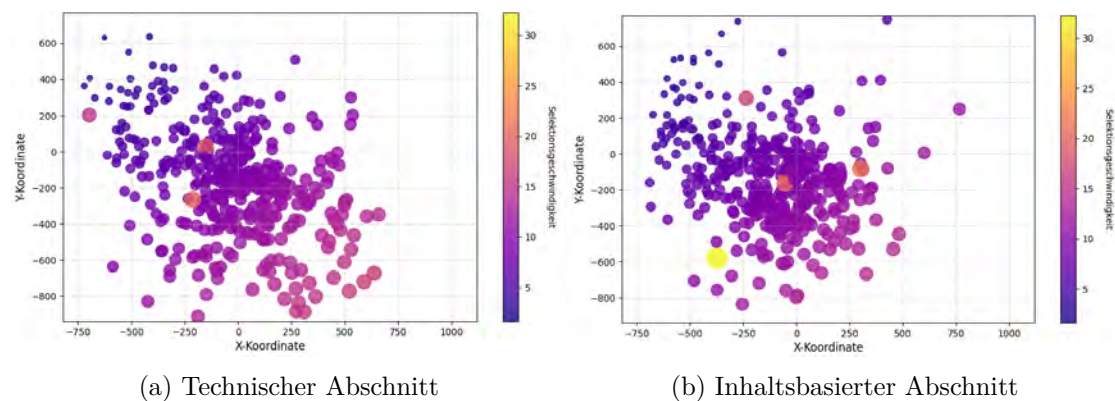 600
400
200
0
−200
−400
−600
−800
Y-Koordinate
−750 −500 −250 0 250 500 750 1000
X-Koordinate
30
25
20
15
10
5
Selektionsgeschwindigkeit
(a) Technischer Abschnitt
600
400
200
0
−200
−400
−600
−800
Y-Koordinate
−750 −500 −250 0 250 500 750 1000
X-Koordinate
30
25
20
15
10
5
Selektionsgeschwindigkeit
(b) Inhaltsbasierter Abschnitt